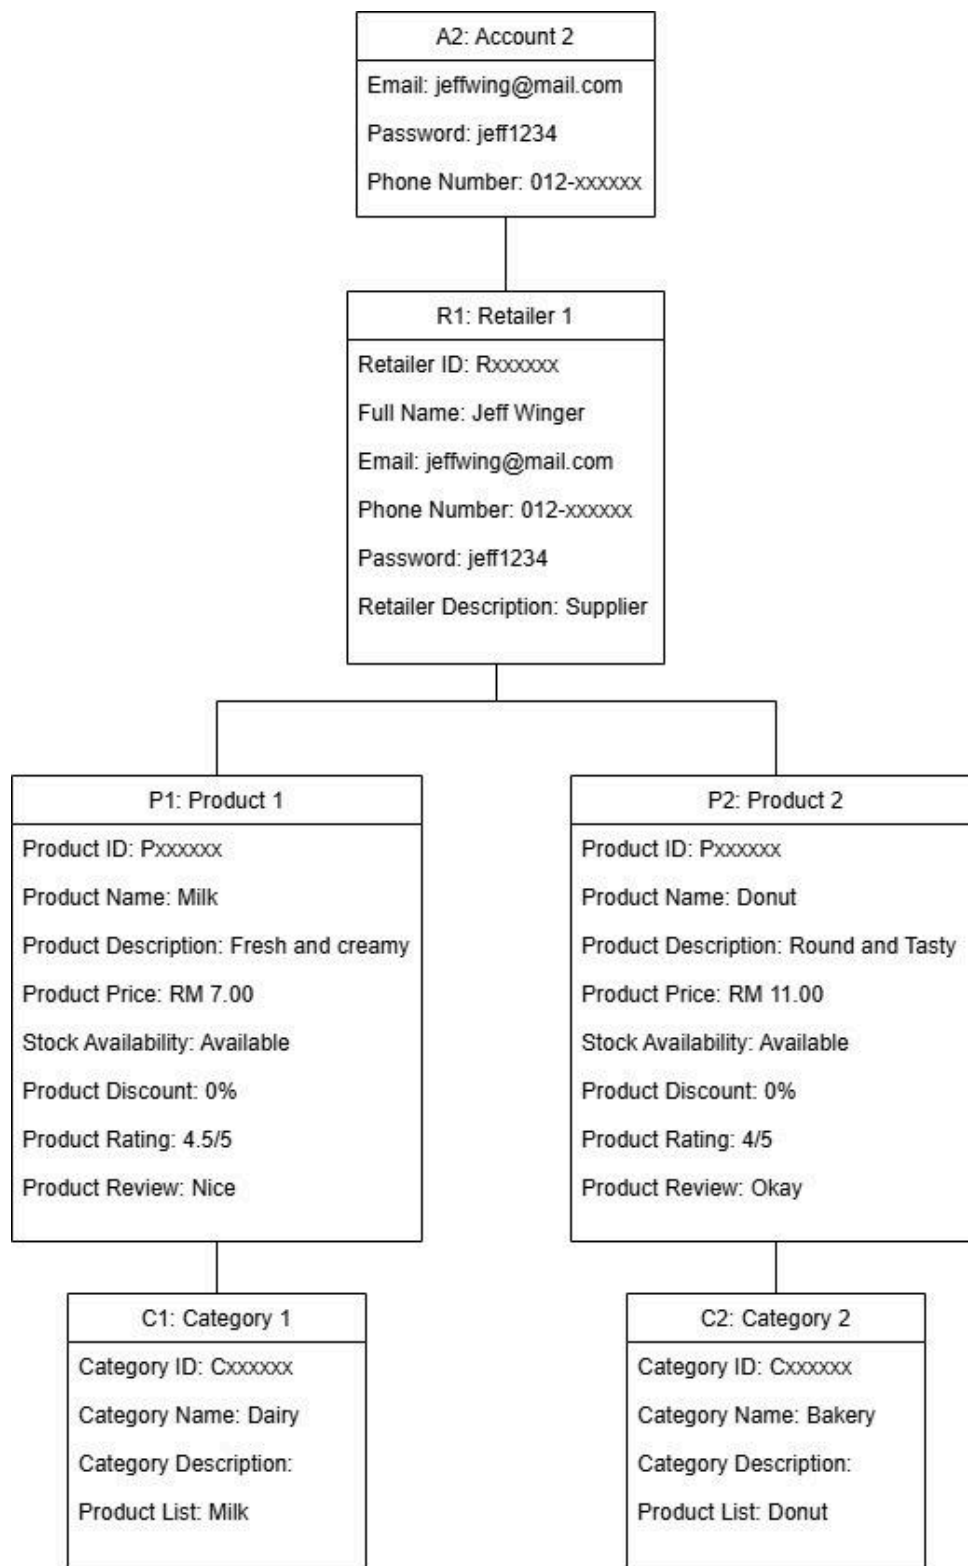 A2: Account 2
Email: jeffwing@mail.com
Password: jeff1234
Phone Number: 012-xxxxxx
R1: Retailer 1
Retailer ID: Rxxxxxx
Full Name: Jeff Winger
Email: jeffwing@mail.com
Phone Number: 012-xxxxxx
Password: jeff1234
Retailer Description: Supplier
P1: Product 1
Product ID: Pxxxxxx
Product Name: Milk
Product Description: Fresh and creamy
Product Price: RM 7.00
Stock Availability: Available
Product Discount: 0%
Product Rating: 4.5/5
Product Review: Nice
P2: Product 2
Product ID: Pxxxxxx
Product Name: Donut
Product Description: Round and Tasty
Product Price: RM 11.00
Stock Availability: Available
Product Discount: 0%
Product Rating: 4/5
Product Review: Okay
C1: Category 1
Category ID: Cxxxxxx
Category Name: Dairy
Category Description:
Product List: Milk
C2: Category 2
Category ID: Cxxxxxx
Category Name: Bakery
Category Description:
Product List: Donut